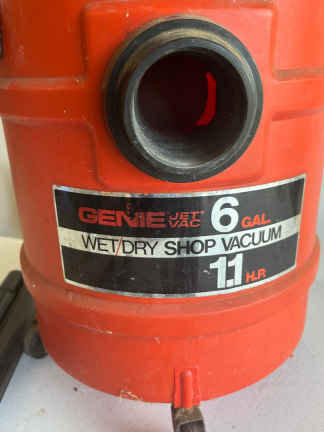 GENIE JET VAC 6 GAL.
WET/DRY SHOP VACUUM
1.1 H.P.